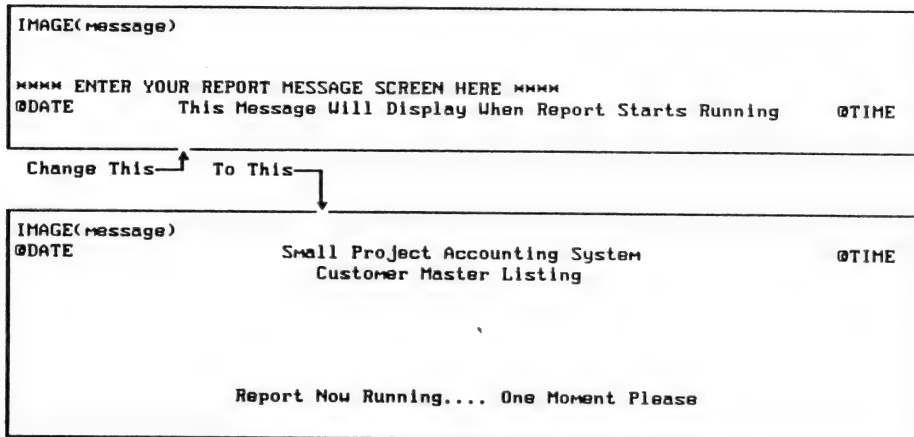 IMAGE(message)
**** ENTER YOUR REPORT MESSAGE SCREEN HERE ****
@DATE This Message Will Display When Report Starts Running @TIME
Change This To This
IMAGE(message)
@DATE Small Project Accounting System @TIME
Customer Master Listing
Report Now Running.... One Moment Please